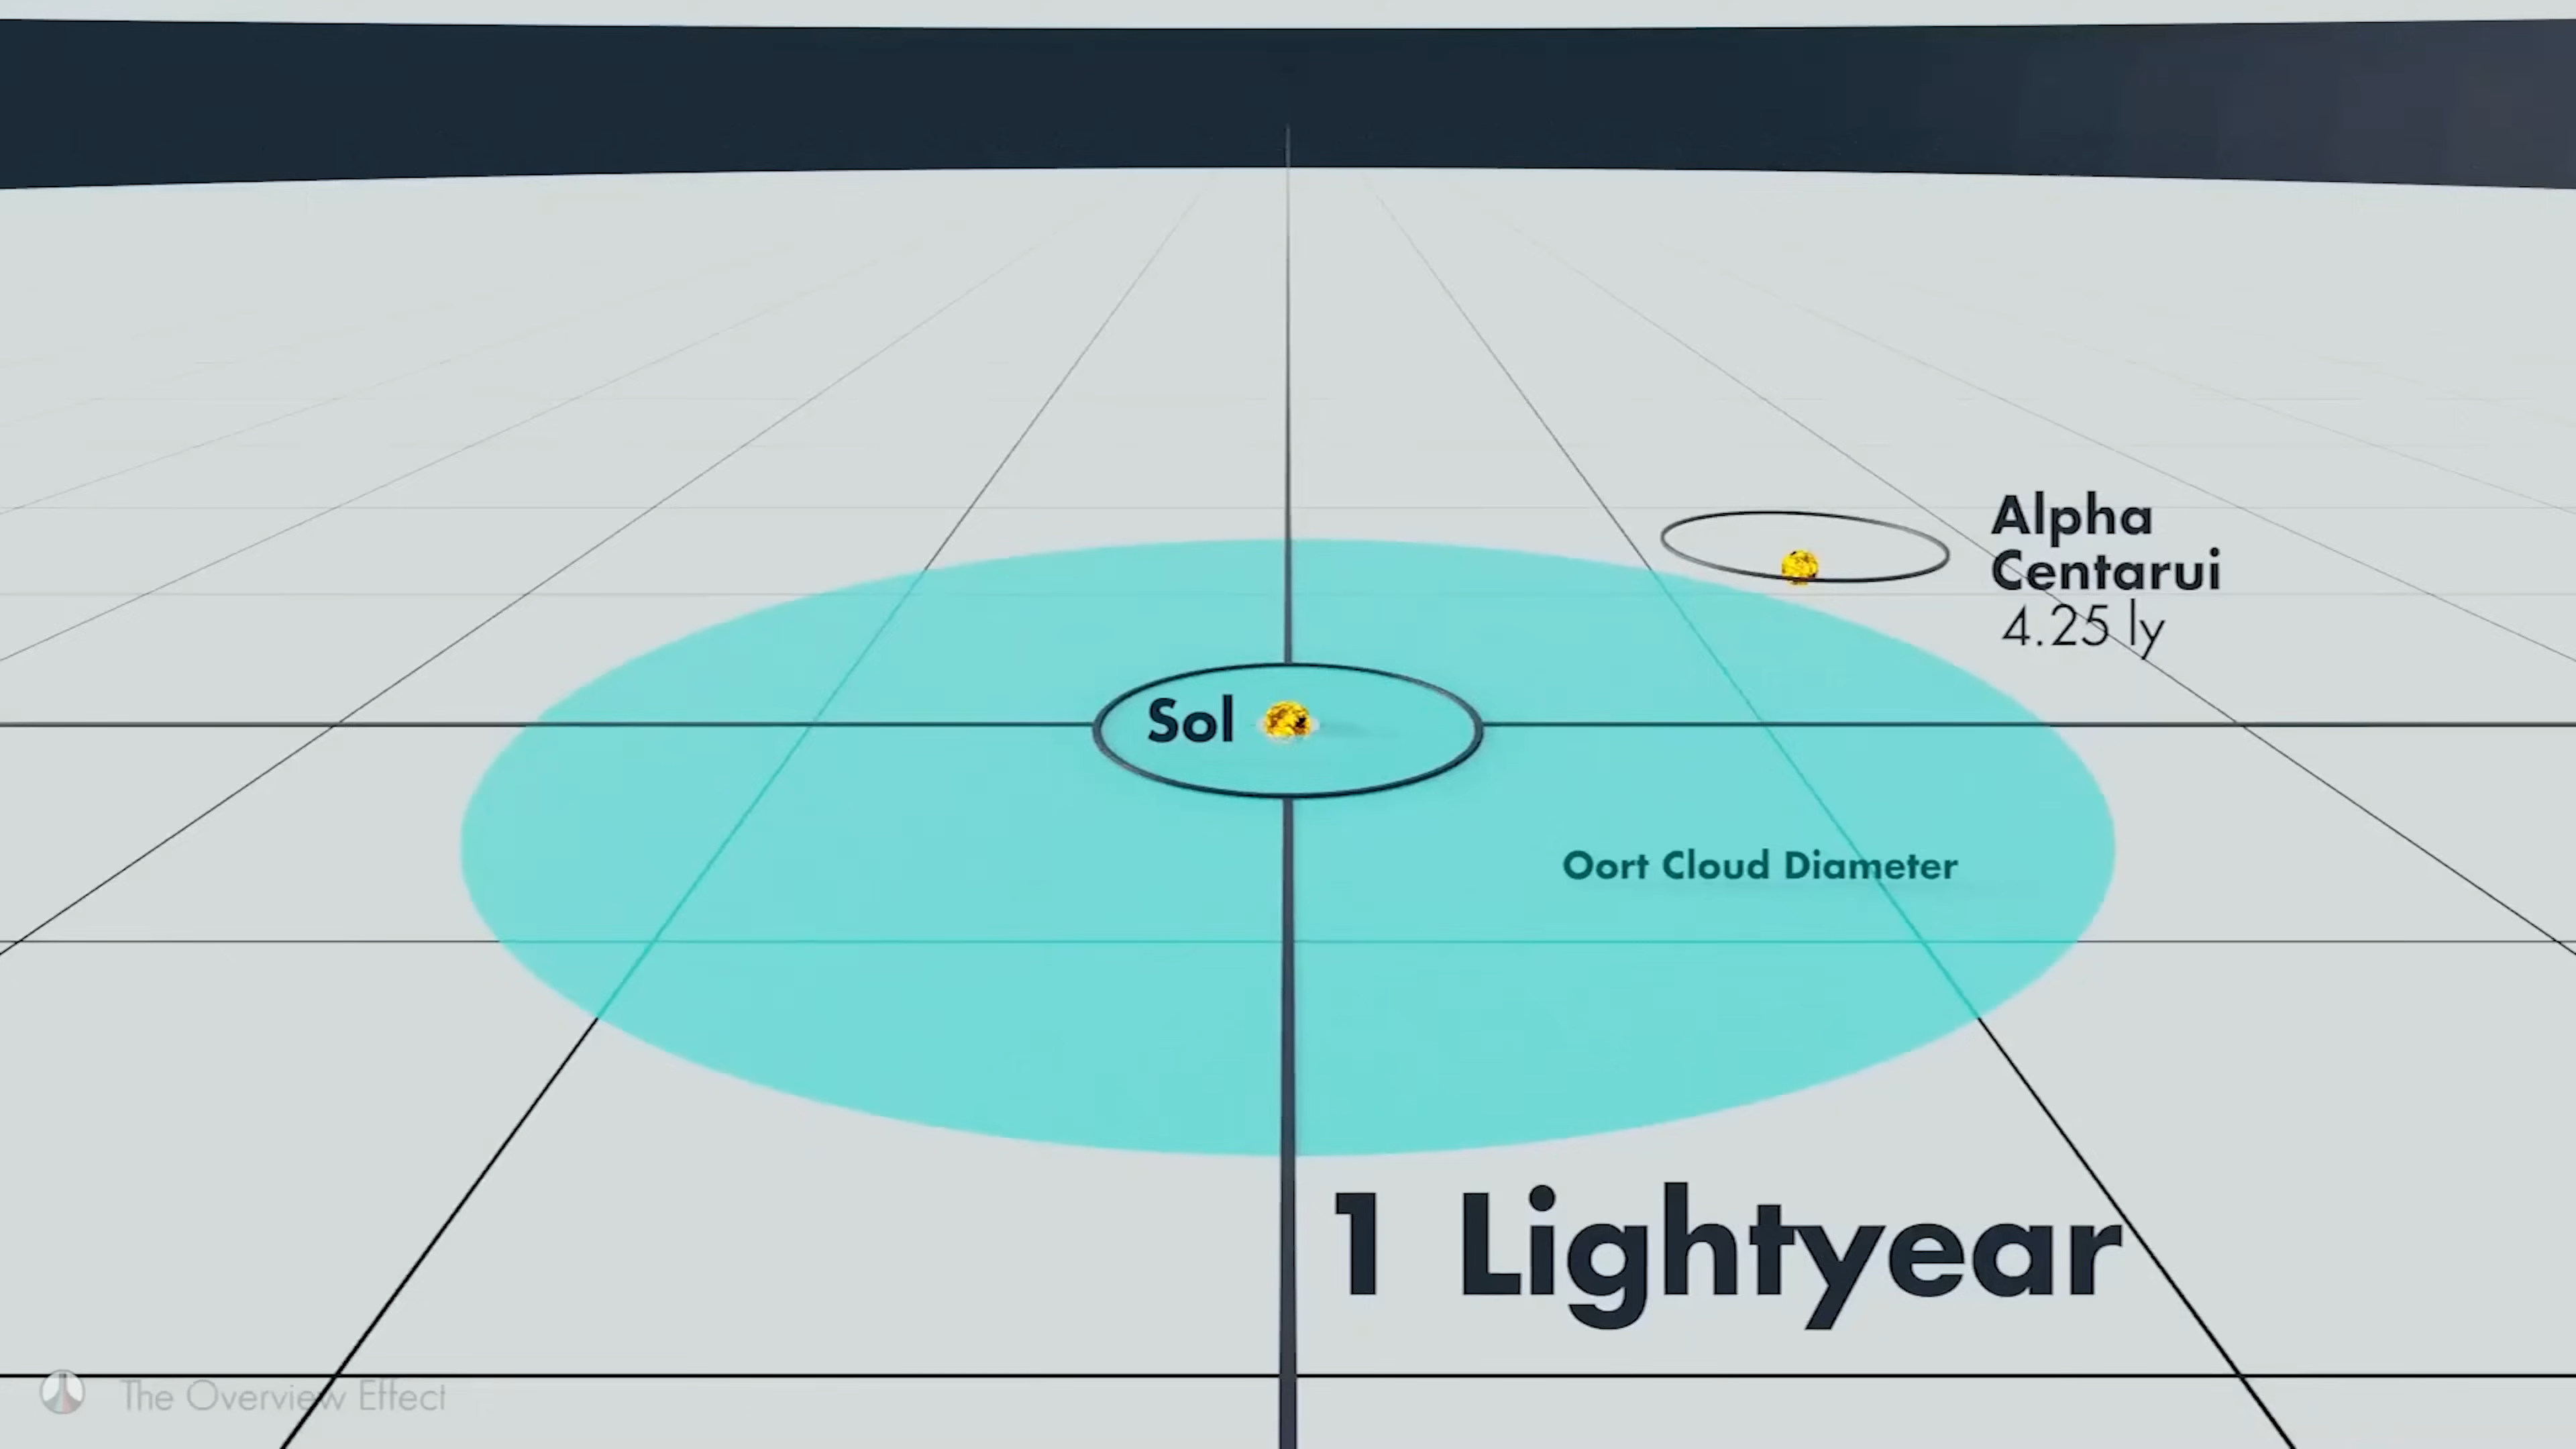 Alpha
Centarui
4.25 ly
Sol
Oort Cloud Diameter
1 Lightyear
The Overview Effect